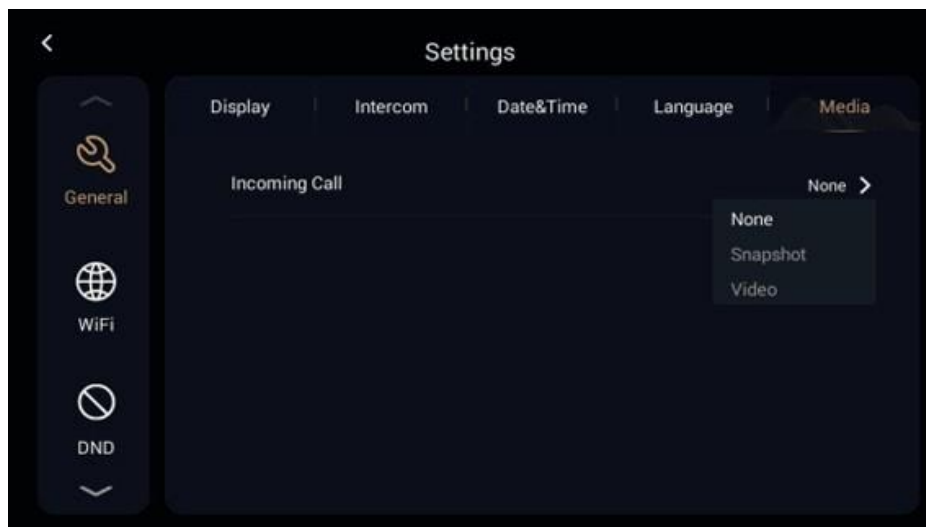 Settings
Display Intercom Date&Time Language Media
General
WiFi
DND
Incoming Call None
None
Snapshot
Video